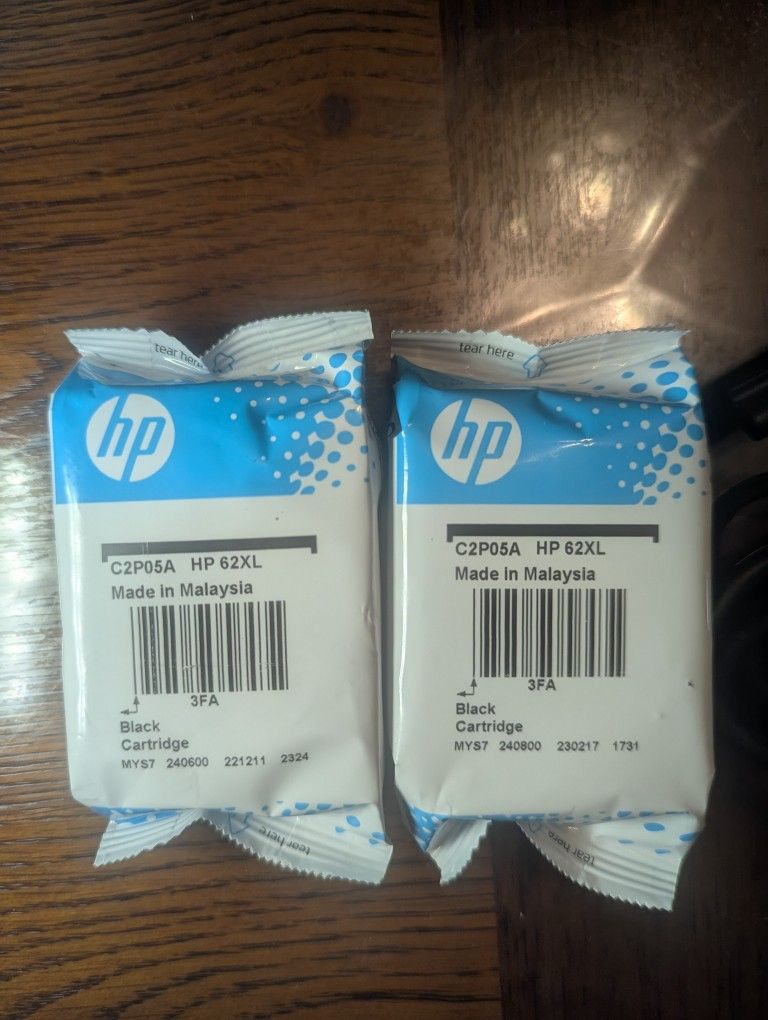 tear here
hp
C2P05A HP 62XL
Made in Malaysia
3FA
Black
Cartridge
MYS7 240600 221211 2324
tear here
tear here
hp
C2P05A HP 62XL
Made in Malaysia
3FA
Black
Cartridge
MYS7 240800 230217 1731
tear here